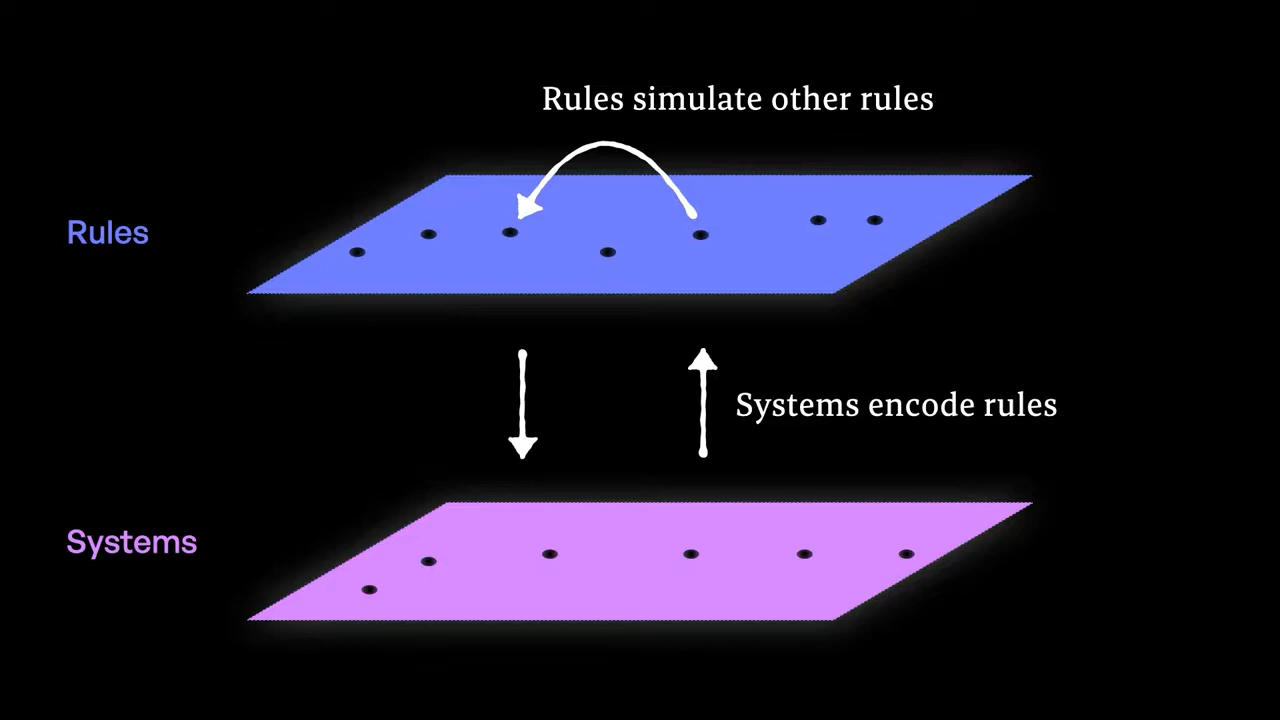 Rules simulate other rules
Rules
Systems encode rules
Systems